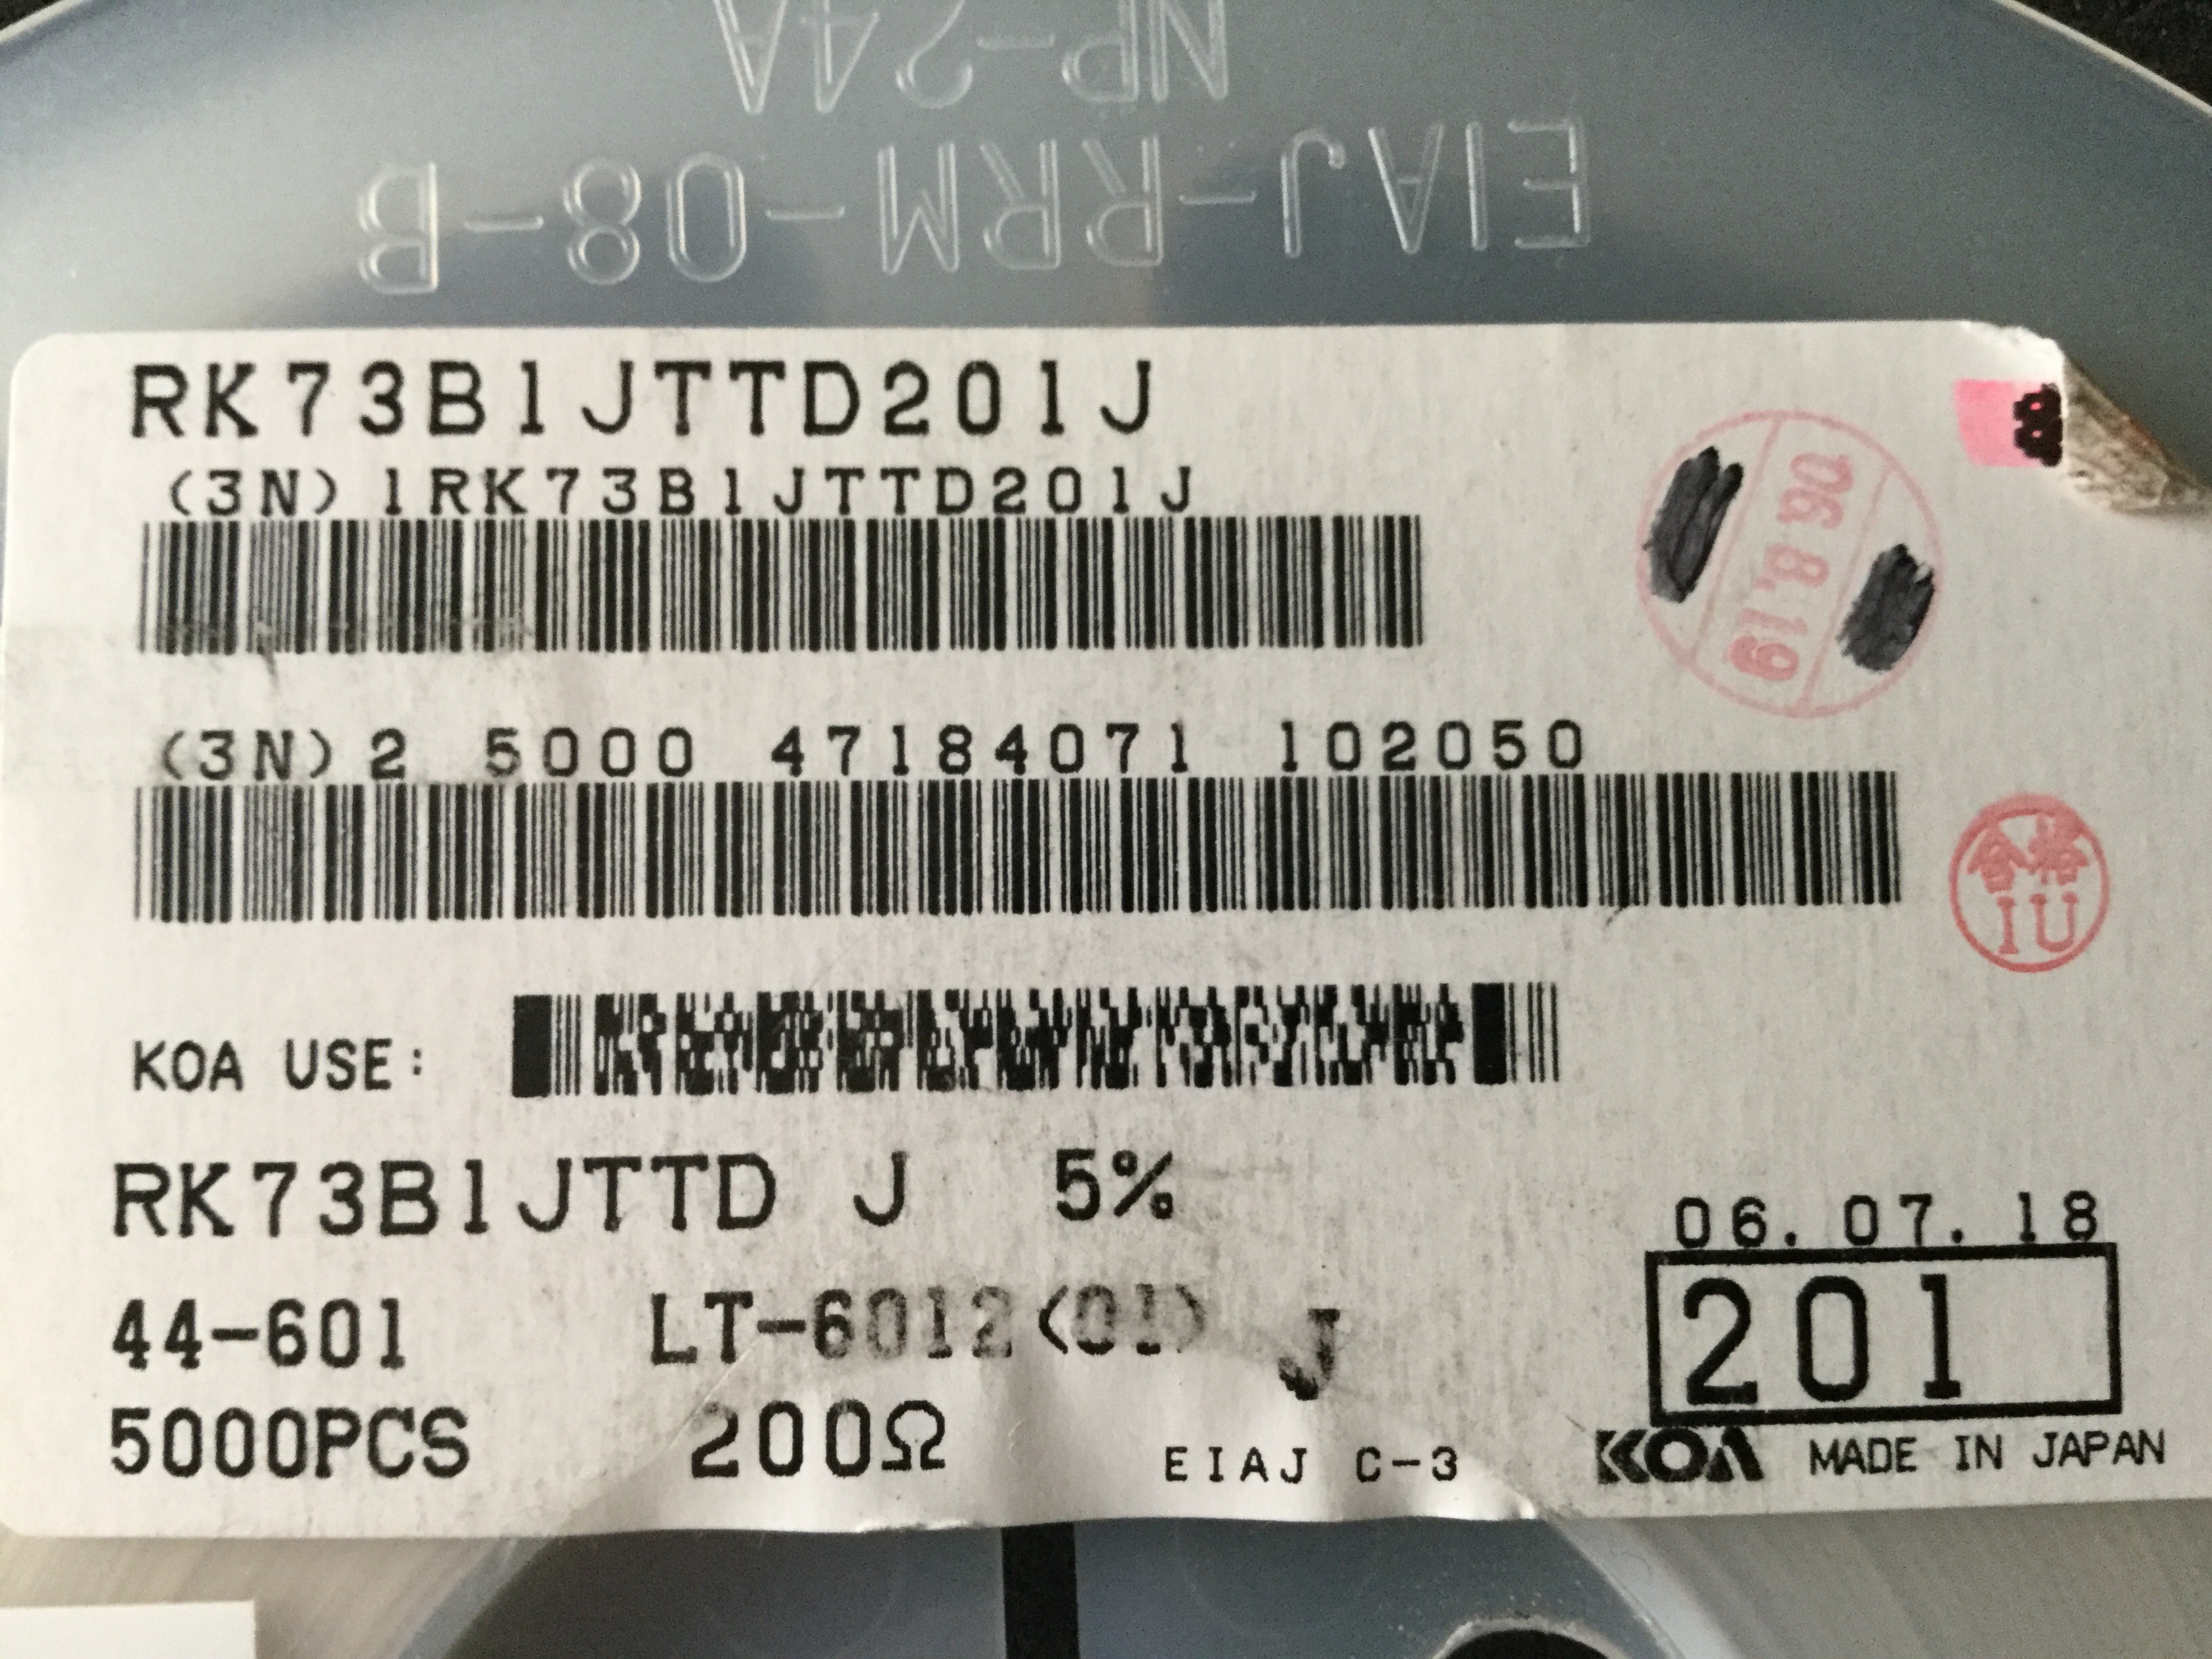 NP-24A
EIAJ-RRM-08-B
RK73B1JTTD201J
(3N)1RK73B1JTTD201J
06.8.19
(3N)2 5000 47184071 102050
合格
IU
KOA USE:
RK73B1JTTD J 5%
06.07.18
44-601 LT-6012(01) J
201
5000PCS 200Ω EIAJ C-3
KOA MADE IN JAPAN